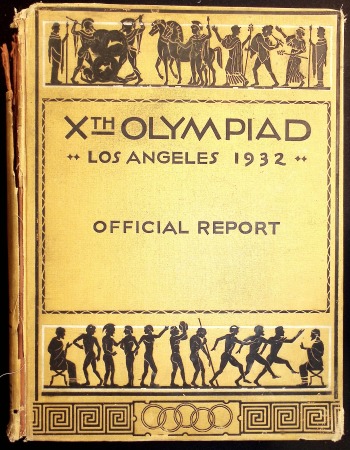 XTH OLYMPIAD
LOS ANGELES 1932
OFFICIAL REPORT